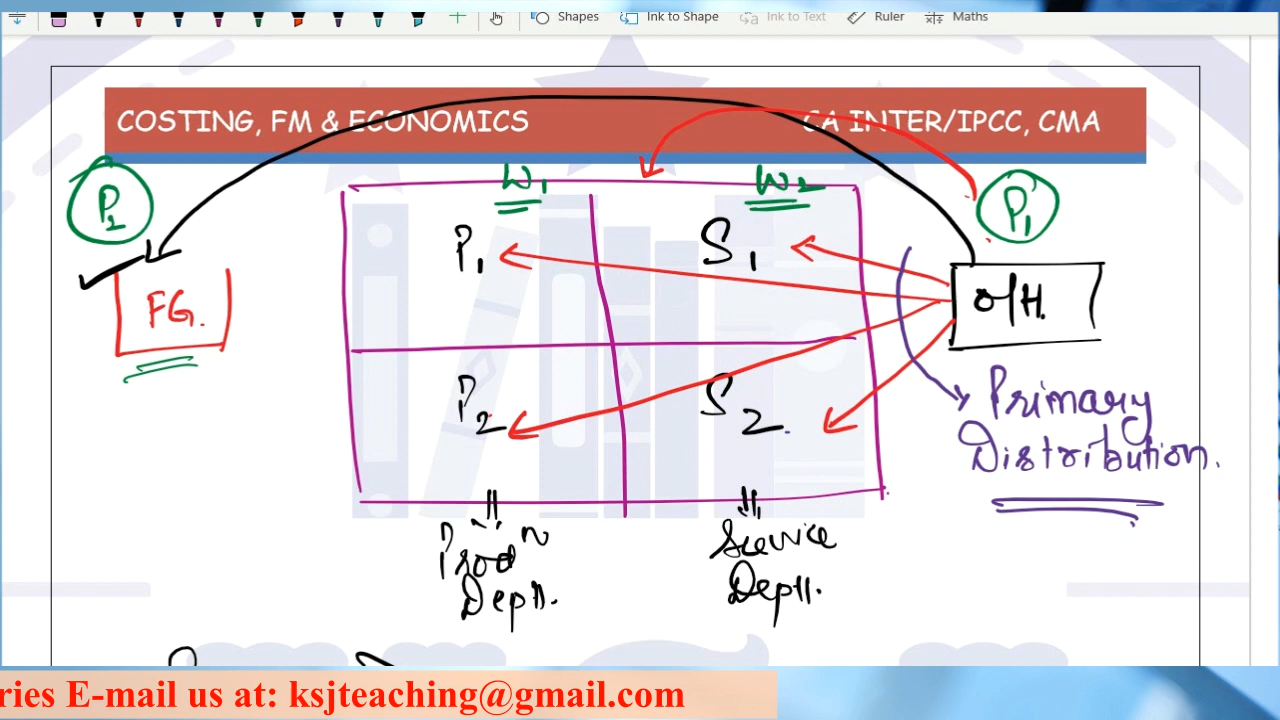 Shapes Ink to Shape Ink to Text Ruler Maths
COSTING, FM & ECONOMICS CA INTER/IPCC, CMA
W1 W2
P1
P1 S1
FG. O/H.
P2 S2
Primary
Distribution.
Prodn
Deptt.
Service
Deptt.
ries E-mail us at: ksjteaching@gmail.com